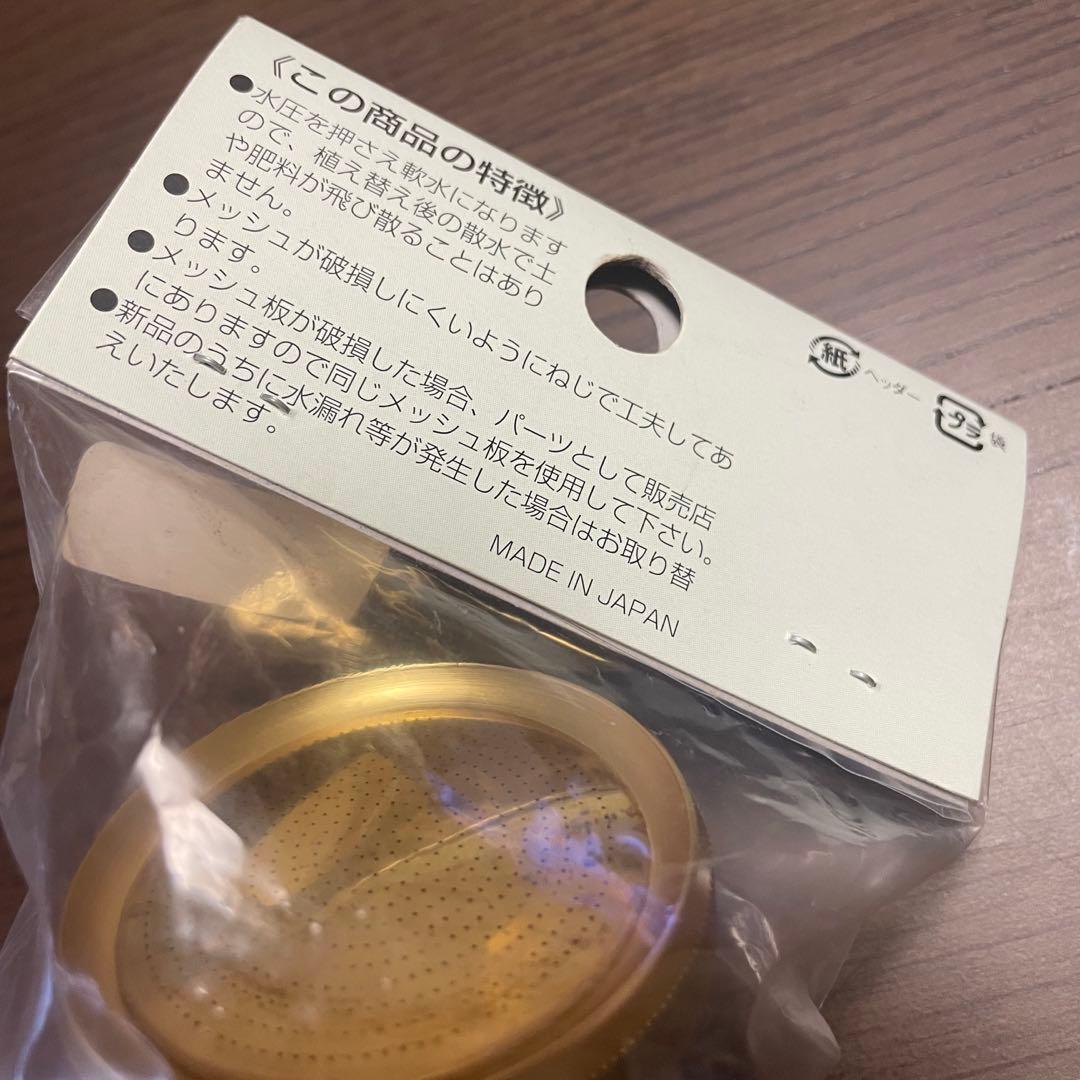 《この商品の特徴》
●水圧を押さえ軟水になります
ので、植え替え後の散水で土
や肥料が飛び散ることはあり
ません。
●メッシュが破損しにくいようにねじで工夫してあ
ります。
●メッシュ板が破損した場合、パーツとして販売店
にありますので同じメッシュ板を使用して下さい。
●新品のうちに水漏れ等が発生した場合はお取り替
えいたします。
MADE IN JAPAN
紙 ヘッダー
プラ 袋